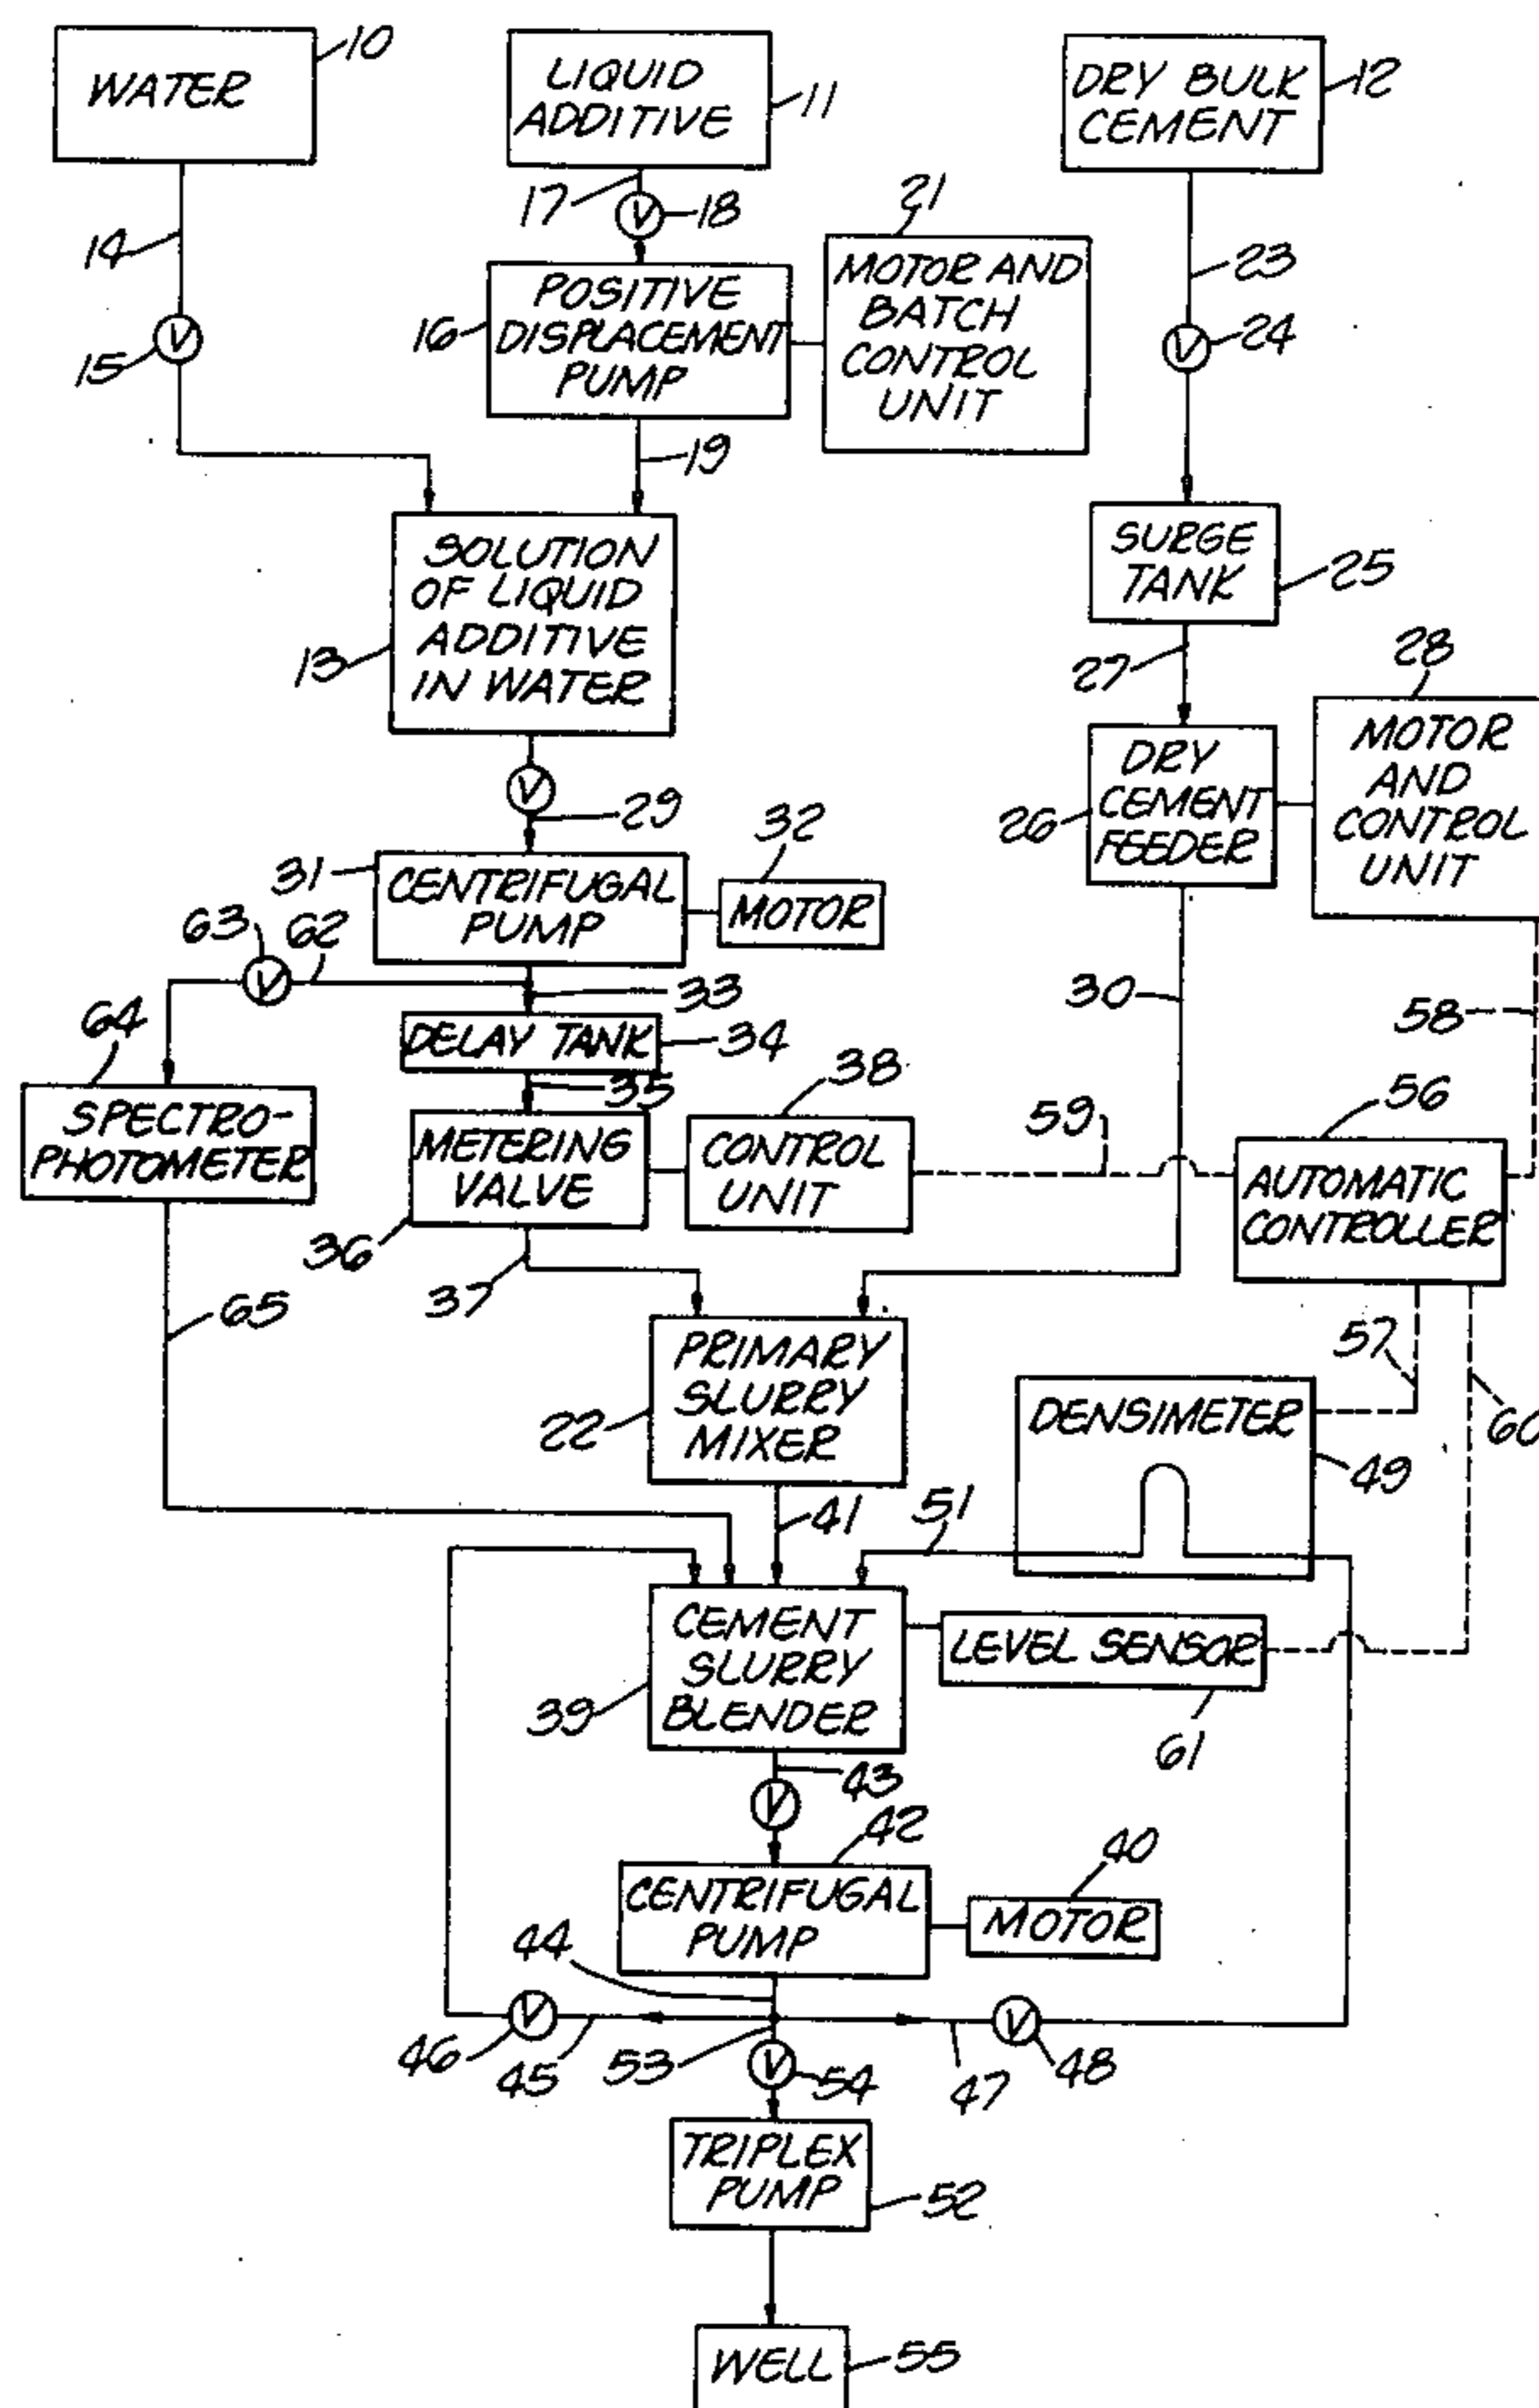 WATER
10
LIQUID
ADDITIVE
11
DRY BULK
CEMENT
12
17
V
18
21
14
V
15
POSITIVE
DISPLACEMENT
PUMP
16
MOTOR AND
BATCH
CONTROL
UNIT
23
V
24
19
SOLUTION
OF LIQUID
ADDITIVE
IN WATER
13
SURGE
TANK
25
27
28
V
29
DRY
CEMENT
FEEDER
26
MOTOR
AND
CONTROL
UNIT
31
CENTRIFUGAL
PUMP
32
MOTOR
63
V
62
33
30
58
64
DELAY TANK
34
35
38
59
56
SPECTRO-
PHOTOMETER
METERING
VALVE
36
CONTROL
UNIT
AUTOMATIC
CONTROLLER
37
65
57
60
PRIMARY
SLURRY
MIXER
22
DENSIMETER
49
41
51
CEMENT
SLURRY
BLENDER
39
LEVEL SENSOR
61
43
V
42
40
CENTRIFUGAL
PUMP
MOTOR
44
V
46
45
53
V
54
47
V
48
TRIPLEX
PUMP
52
WELL
55